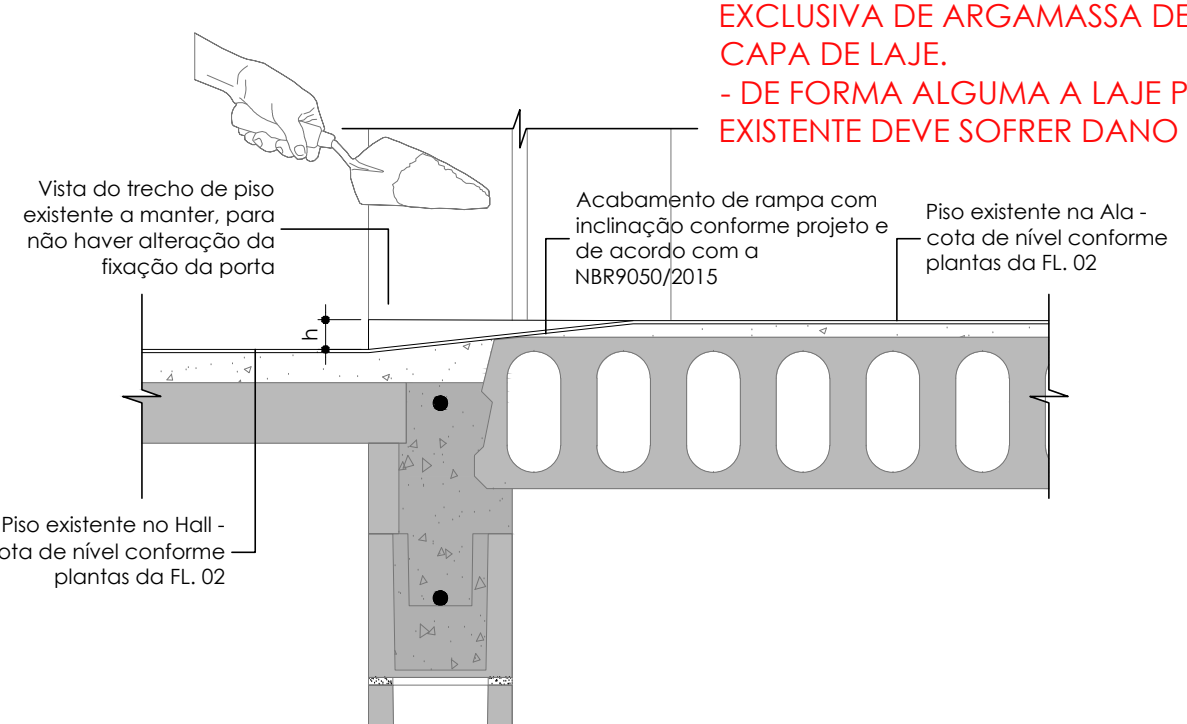 EXCLUSIVA DE ARGAMASSA DE
CAPA DE LAJE.
- DE FORMA ALGUMA A LAJE P
EXISTENTE DEVE SOFRER DANO
Vista do trecho de piso
existente a manter, para
não haver alteração da
fixação da porta
Acabamento de rampa com
inclinação conforme projeto e
de acordo com a
NBR9050/2015
Piso existente na Ala -
cota de nível conforme
plantas da FL. 02
h
Piso existente no Hall -
ota de nível conforme
plantas da FL. 02